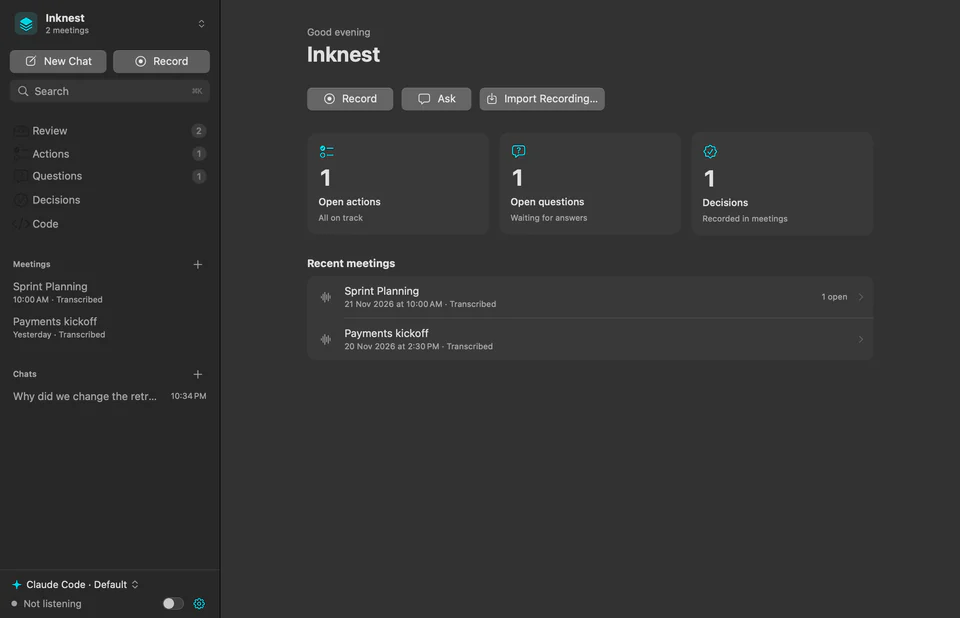 Inknest
2 meetings
New Chat
Record
Search
⌘K
Review
2
Actions
1
Questions
1
Decisions
Code
Meetings
Sprint Planning
10:00 AM · Transcribed
Payments kickoff
Yesterday · Transcribed
Chats
Why did we change the retr...
10:34 PM
Claude Code · Default
Not listening
Good evening
Inknest
Record
Ask
Import Recording...
1
Open actions
All on track
1
Open questions
Waiting for answers
1
Decisions
Recorded in meetings
Recent meetings
Sprint Planning
21 Nov 2026 at 10:00 AM · Transcribed
1 open
Payments kickoff
20 Nov 2026 at 2:30 PM · Transcribed